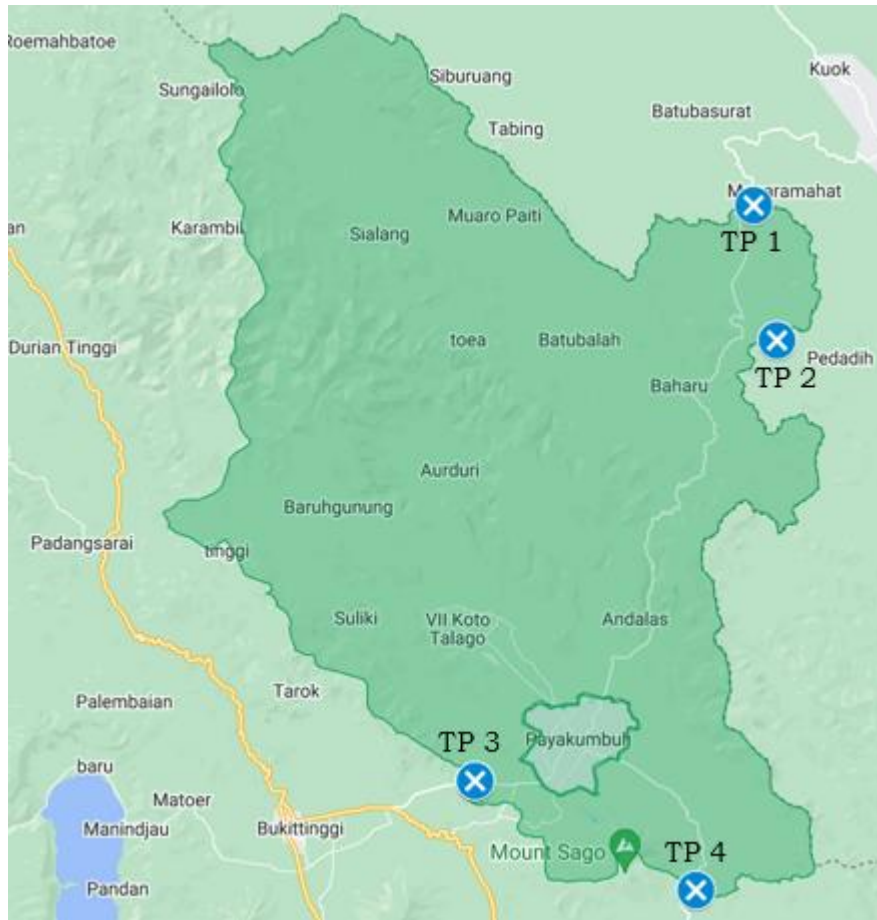 Roemahbatoe
Siburuang
Kuok
Sungailolo
Batubasurat
Tabing
Muaro Paiti
Karambil
Sialang
TP 1
Durian Tinggi
toea
Batubalah
Pedadih
TP 2
Baharu
Aurduri
Baruhgunung
Padangsarai
tinggi
Suliki
VII Koto
Talago
Andalas
Tarok
Palembaian
Payakumbuh
TP 3
baru
Matoer
Manindjau
Bukittinggi
Mount Sago
TP 4
Pandan